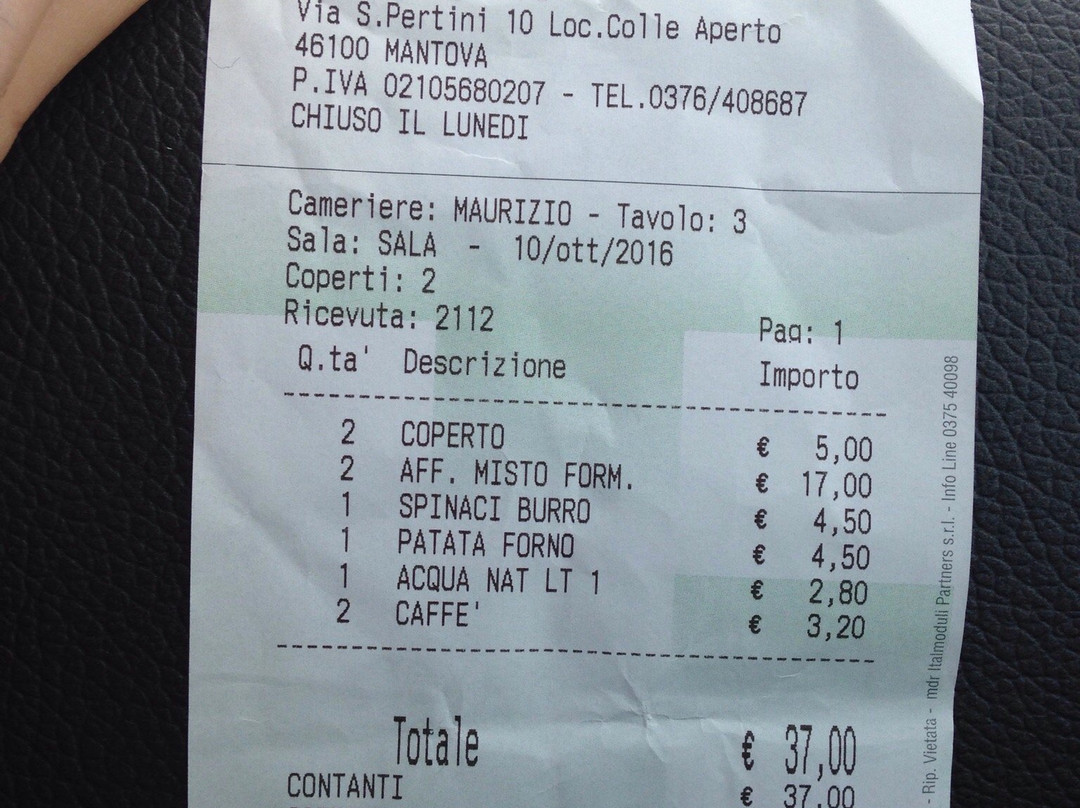 Via S.Pertini 10 Loc.Colle Aperto
46100 MANTOVA
P.IVA 02105680207 - TEL.0376/408687
CHIUSO IL LUNEDI
Cameriere: MAURIZIO - Tavolo: 3
Sala: SALA - 10/ott/2016
Coperti: 2
Ricevuta: 2112 Pag: 1
Q.ta' Descrizione Importo
2 COPERTO € 5,00
2 AFF. MISTO FORM. € 17,00
1 SPINACI BURRO € 4,50
1 PATATA FORNO € 4,50
1 ACQUA NAT LT 1 € 2,80
2 CAFFE' € 3,20
Totale € 37,00
CONTANTI € 37,00
- Rip. Vietata - mdr Italmoduli Partners s.r.l. - Info Line 0375 40098